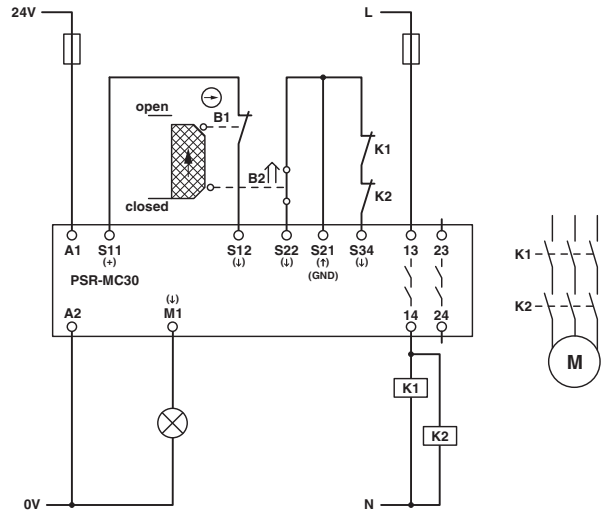 24V
L
open
B1
B2
K1
K2
closed
A1 S11 S12 S22 S21 S34 13 23
(+) (↓) (↓) (↑) (↓)
(GND)
PSR-MC30
(↓)
A2 M1 14 24
K1
K2
M
K1
K2
0V
N